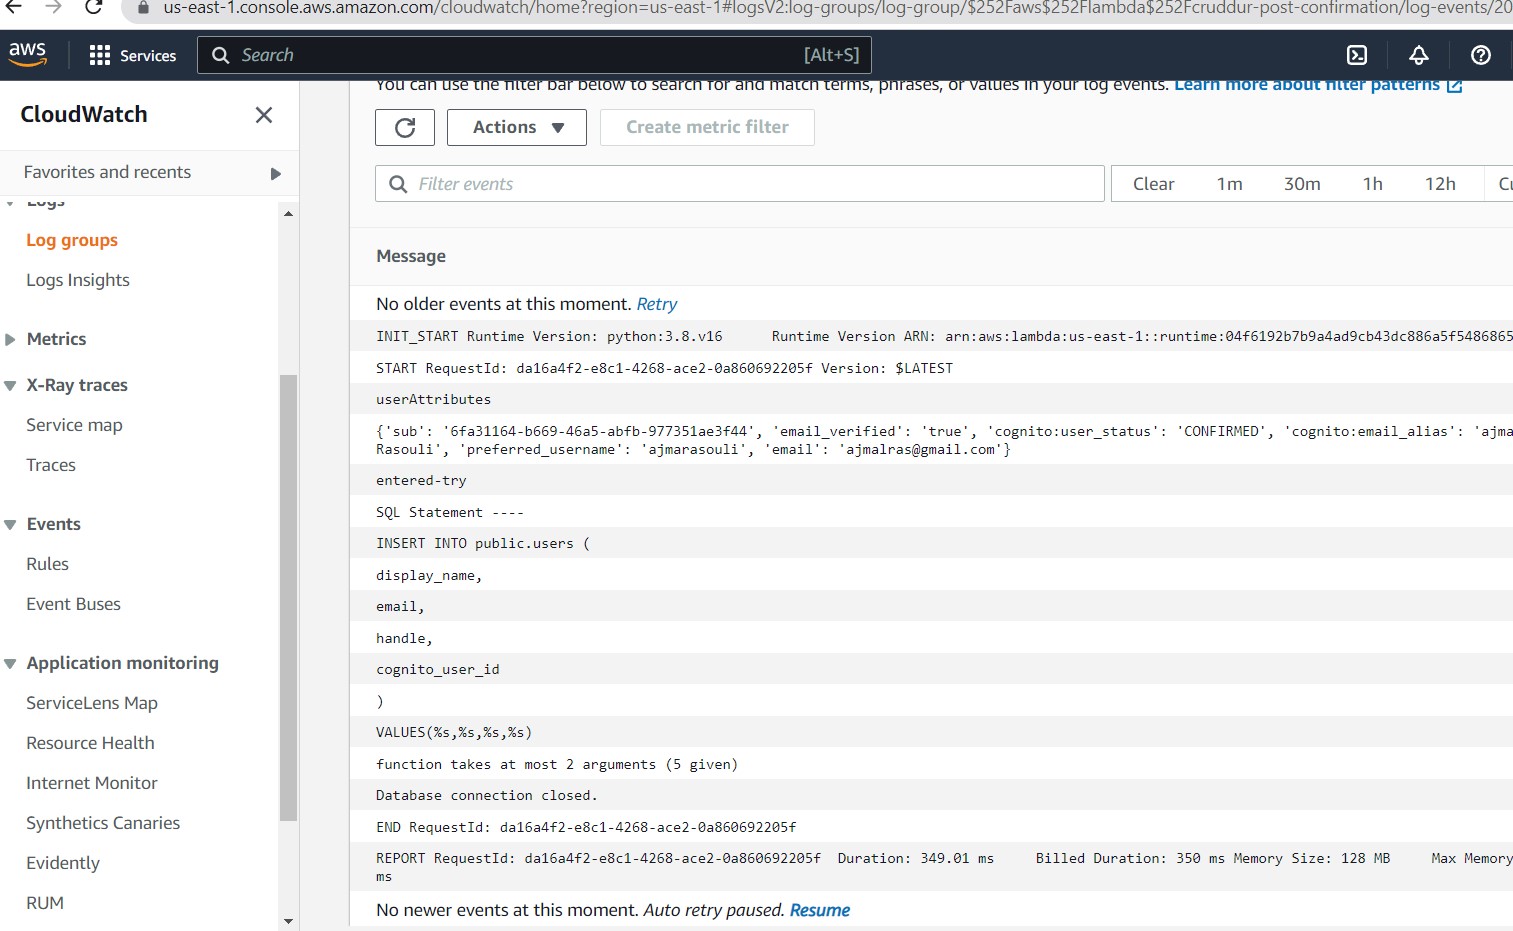 us-east-1.console.aws.amazon.com/cloudwatch/home?region=us-east-1#logsV2:log-groups/log-group/$252Faws$252Flambda$252Fcruddur-post-confirmation/log-events/20
aws
Services
Search
[Alt+S]
CloudWatch
Favorites and recents
Logs
Log groups
Logs Insights
Metrics
X-Ray traces
Service map
Traces
Events
Rules
Event Buses
Application monitoring
ServiceLens Map
Resource Health
Internet Monitor
Synthetics Canaries
Evidently
RUM
You can use the filter bar below to search for and match terms, phrases, or values in your log events. Learn more about filter patterns
Actions
Create metric filter
Filter events
Clear 1m 30m 1h 12h
Message
No older events at this moment. Retry
INIT_START Runtime Version: python:3.8.v16 Runtime Version ARN: arn:aws:lambda:us-east-1::runtime:04f6192b7b9a4ad9cb43dc886a5f5486865
START RequestId: da16a4f2-e8c1-4268-ace2-0a860692205f Version: $LATEST
userAttributes
{'sub': '6fa31164-b669-46a5-abfb-977351ae3f44', 'email_verified': 'true', 'cognito:user_status': 'CONFIRMED', 'cognito:email_alias': 'ajma
Rasouli', 'preferred_username': 'ajmarasouli', 'email': 'ajmalras@gmail.com'}
entered-try
SQL Statement ----
INSERT INTO public.users (
display_name,
email,
handle,
cognito_user_id
)
VALUES(%s,%s,%s,%s)
function takes at most 2 arguments (5 given)
Database connection closed.
END RequestId: da16a4f2-e8c1-4268-ace2-0a860692205f
REPORT RequestId: da16a4f2-e8c1-4268-ace2-0a860692205f Duration: 349.01 ms Billed Duration: 350 ms Memory Size: 128 MB Max Memory
ms
No newer events at this moment. Auto retry paused. Resume